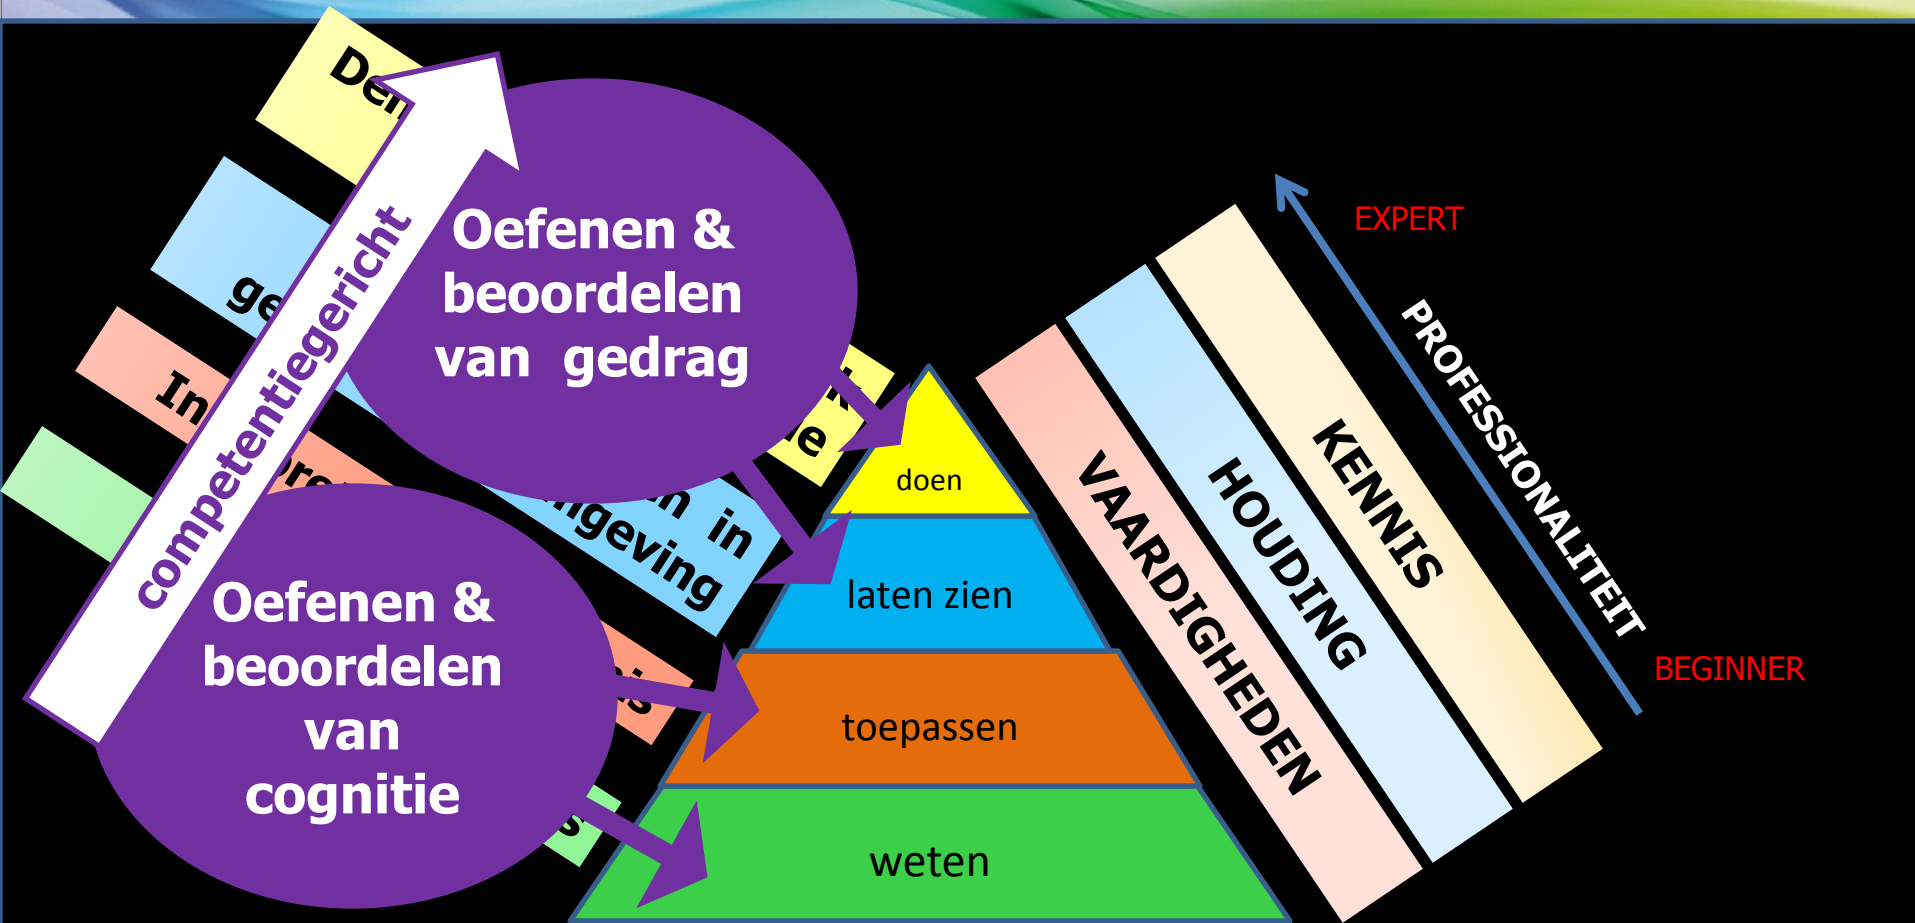 competentiegericht
Oefenen &
beoordelen
van gedrag
in
Oefenen &
beoordelen
van
cognitie
doen
laten zien
toepassen
weten
VAARDIGHEDEN
HOUDING
KENNIS
PROFESSIONALITEIT
EXPERT
BEGINNER